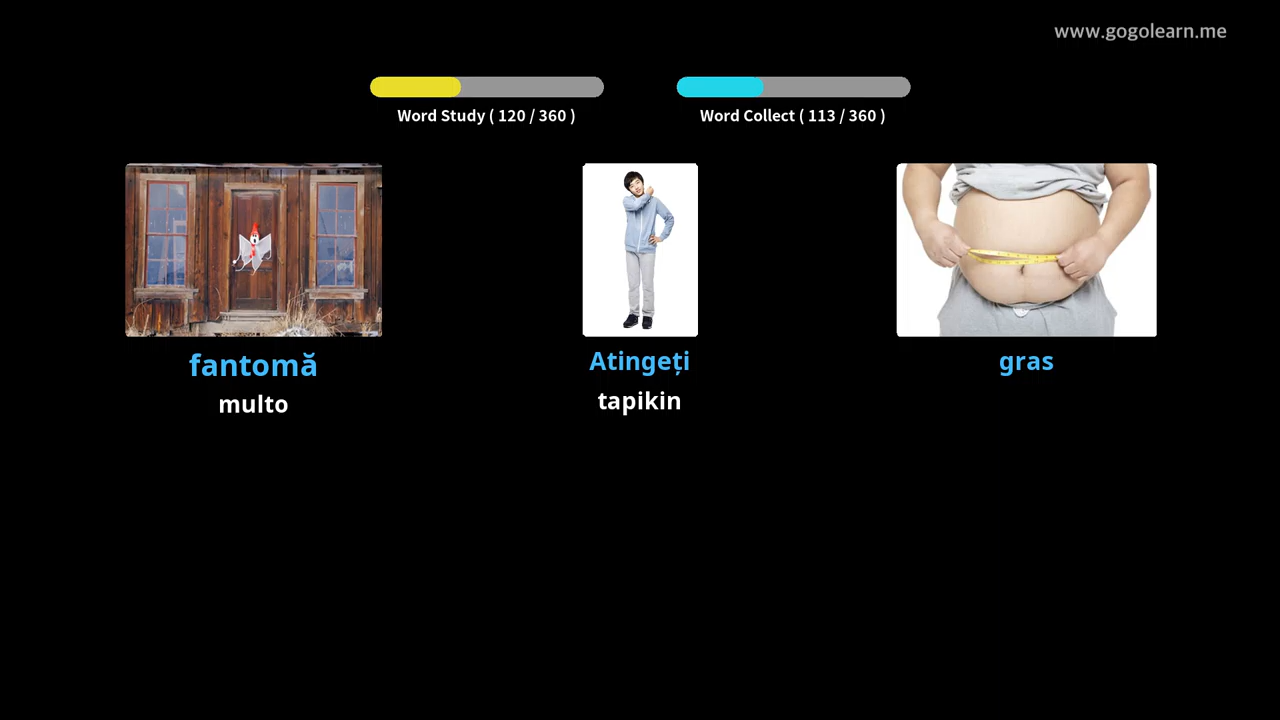 www.gogolearn.me
Word Study ( 120 / 360 )
Word Collect ( 113 / 360 )
fantomă
multo
Atingeți
tapikin
gras